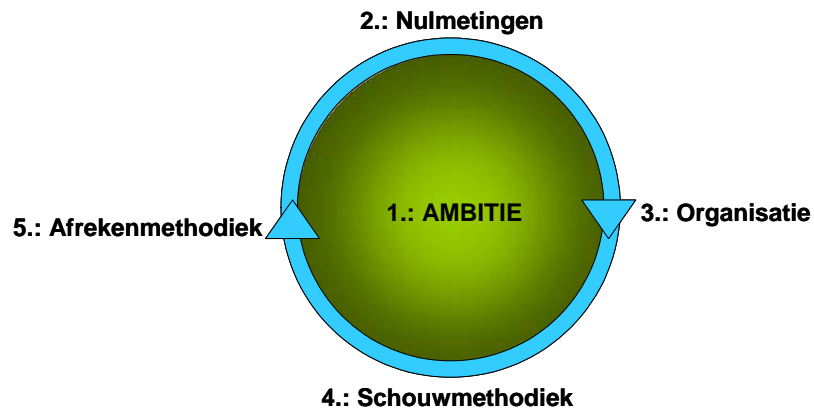 2.: Nulmetingen
1.: AMBITIE
3.: Organisatie
5.: Afrekenmethodiek
4.: Schouwmethodiek